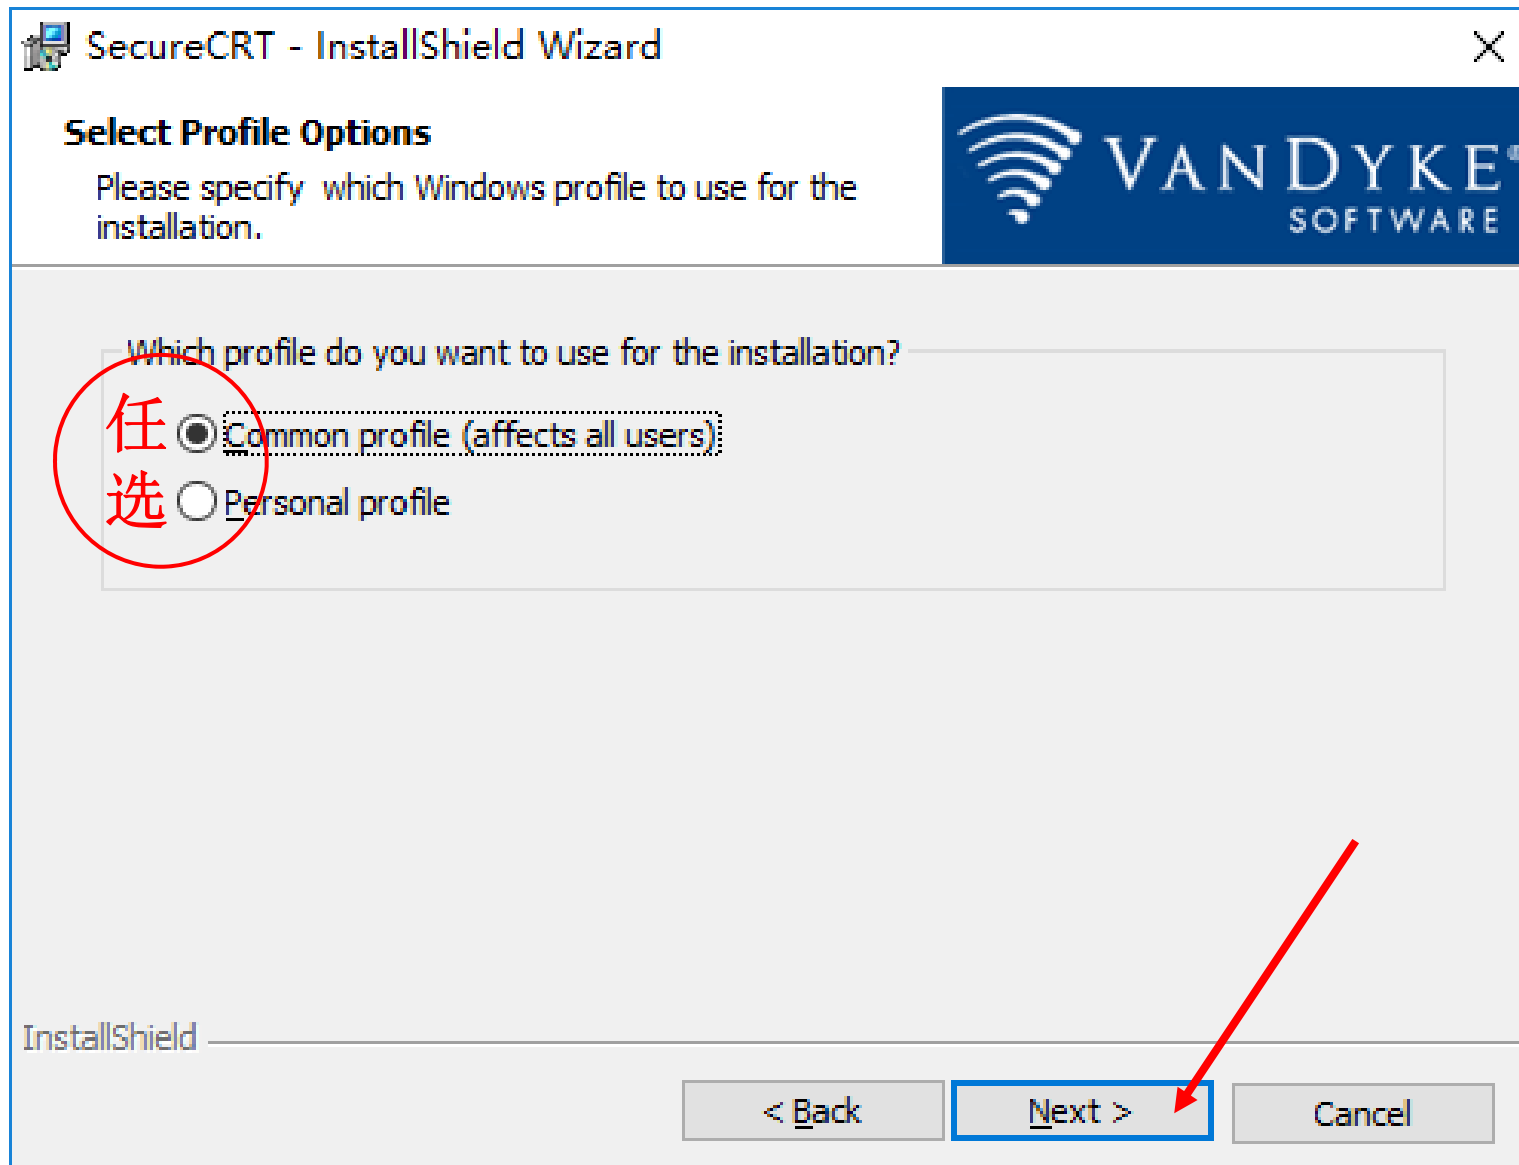 SecureCRT - InstallShield Wizard
Select Profile Options
Please specify which Windows profile to use for the
installation.
VANDYKE®
SOFTWARE
Which profile do you want to use for the installation?
任
选
Common profile (affects all users)
Personal profile
InstallShield
< Back
Next >
Cancel